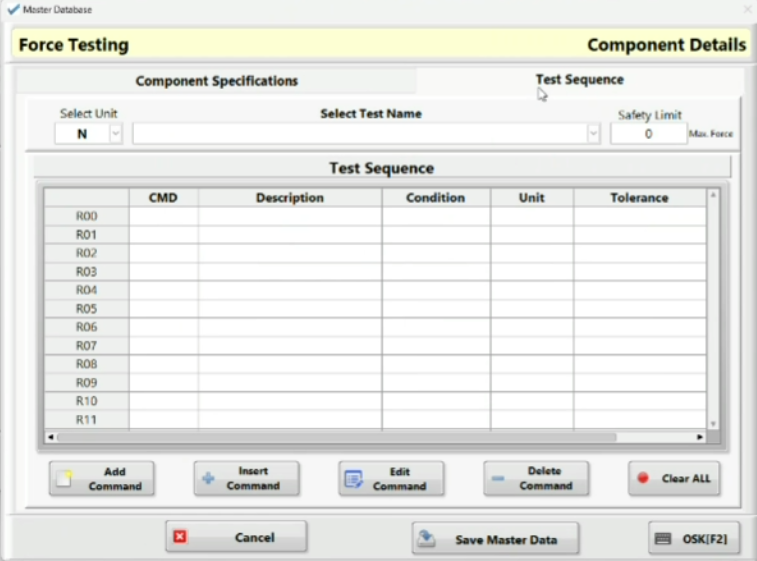 Master Database
Force Testing Component Details
Component Specifications Test Sequence
Select Unit Select Test Name Safety Limit
N 0 Max. Force
Test Sequence
CMD Description Condition Unit Tolerance
R00
R01
R02
R03
R04
R05
R06
R07
R08
R09
R10
R11
Add Command Insert Command Edit Command Delete Command Clear ALL
Cancel Save Master Data OSK[F2]